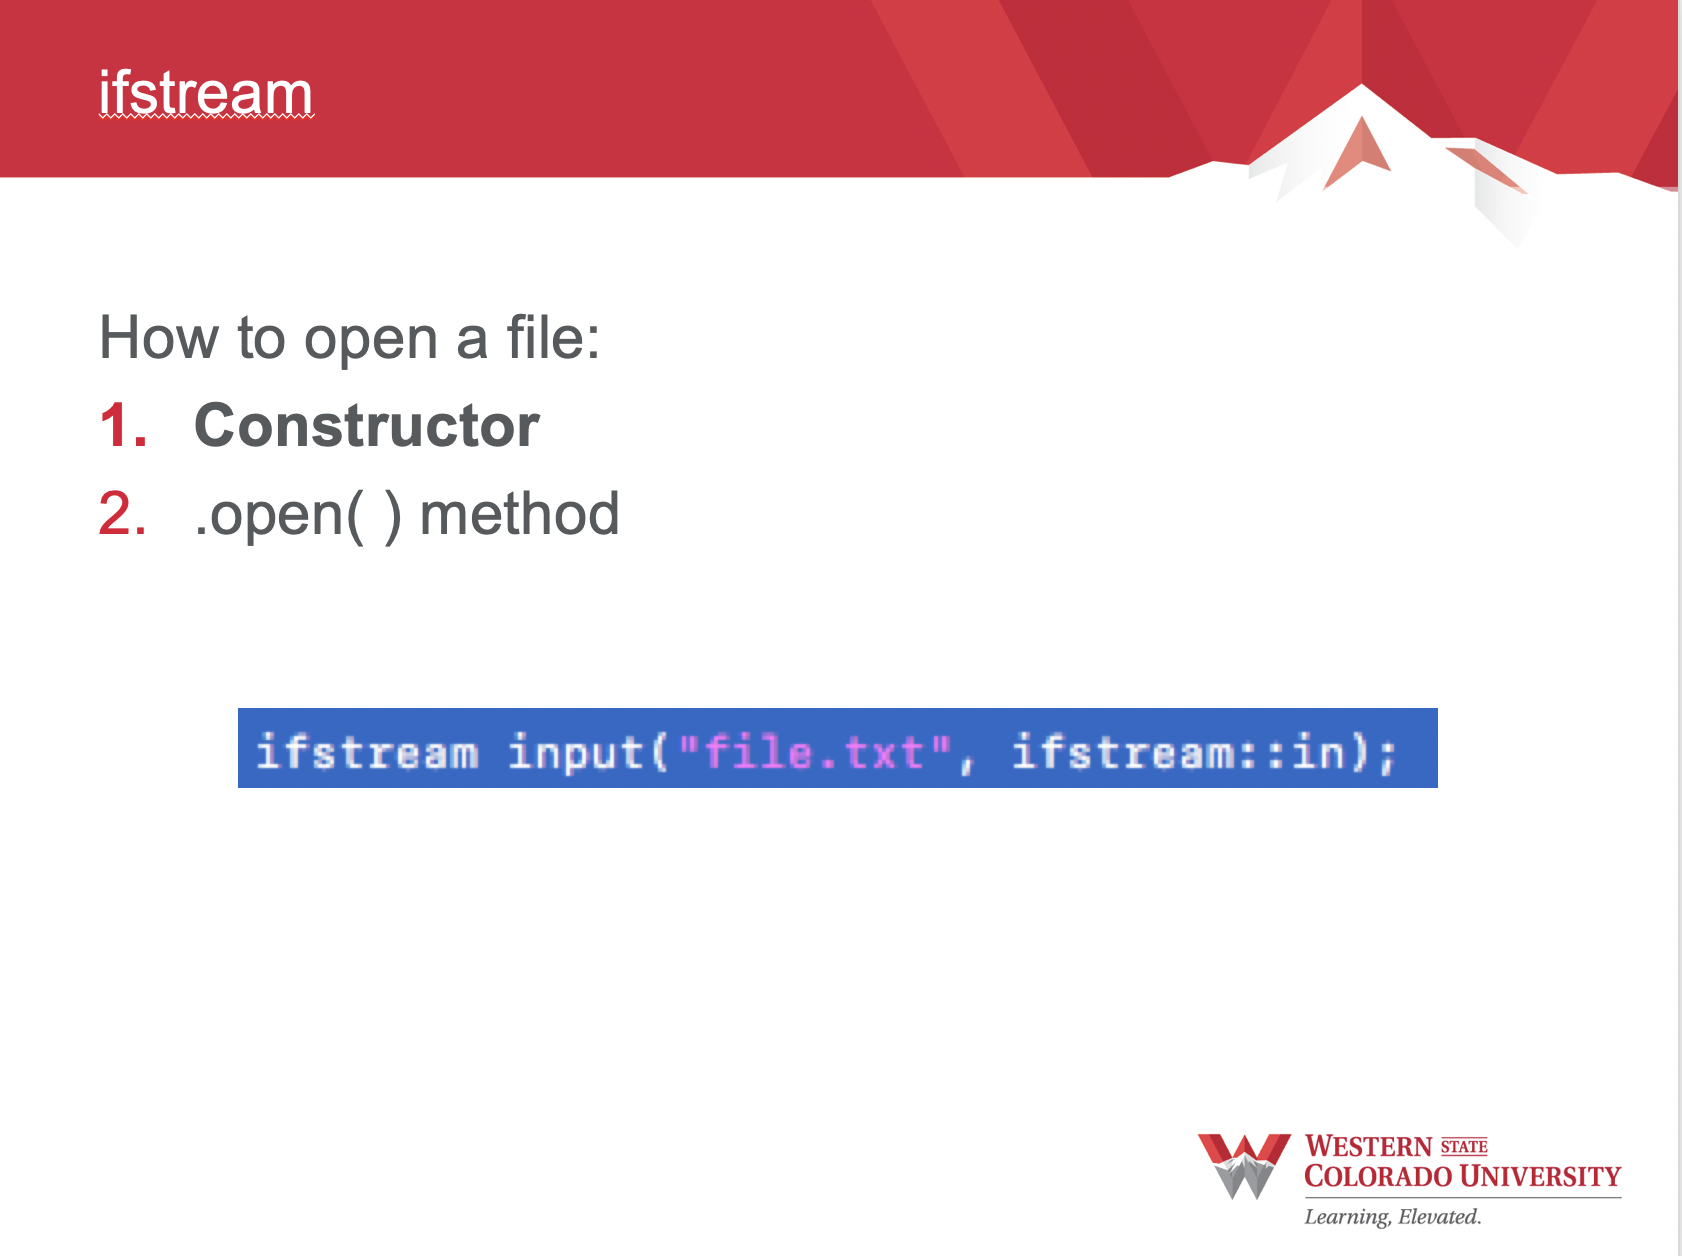 ifstream
How to open a file:
1. Constructor
2. .open( ) method
ifstream input("file.txt", ifstream::in);
WESTERN STATE
COLORADO UNIVERSITY
Learning, Elevated.